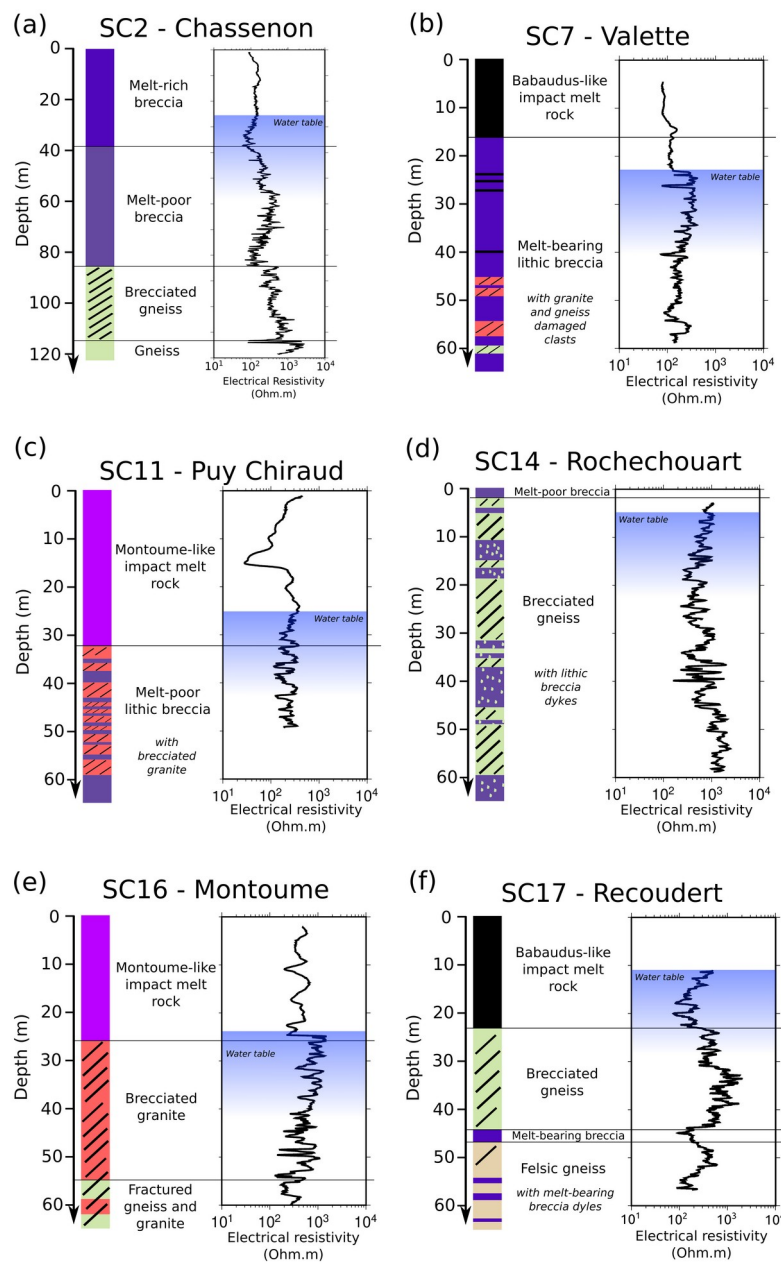 (a)
SC2 - Chassenon
0
20
40
60
80
100
120
Depth (m)
Melt-rich
breccia
Melt-poor
breccia
Brecciated
gneiss
Gneiss
Water table
10¹ 10² 10³ 10⁴
Electrical Resistivity
(Ohm.m)
(b)
SC7 - Valette
0
10
20
30
40
50
60
Depth (m)
Babaudus-like
impact melt
rock
Melt-bearing
lithic breccia
with granite
and gneiss
damaged
clasts
Water table
10¹ 10² 10³ 10⁴
Electrical resistivity
(Ohm.m)
(c)
SC11 - Puy Chiraud
0
10
20
30
40
50
60
Depth (m)
Montoume-like
impact melt
rock
Melt-poor
lithic breccia
with
brecciated
granite
Water table
10¹ 10² 10³ 10⁴
Electrical resistivity
(Ohm.m)
(d)
SC14 - Rochechouart
0
10
20
30
40
50
60
Depth (m)
Melt-poor breccia
Brecciated
gneiss
with lithic
breccia
dykes
Water table
10¹ 10² 10³ 10⁴
Electrical resistivity
(Ohm.m)
(e)
SC16 - Montoume
0
10
20
30
40
50
60
Depth (m)
Montoume-like
impact melt
rock
Brecciated
granite
Fractured
gneiss and
granite
Water table
10¹ 10² 10³ 10⁴
Electrical resistivity
(Ohm.m)
(f)
SC17 - Recoudert
0
10
20
30
40
50
60
Depth (m)
Babaudus-like
impact melt
rock
Brecciated
gneiss
Melt-bearing breccia
Felsic gneiss
with melt-bearing
breccia dyles
Water table
10¹ 10² 10³ 10⁴
Electrical resistivity
(Ohm.m)